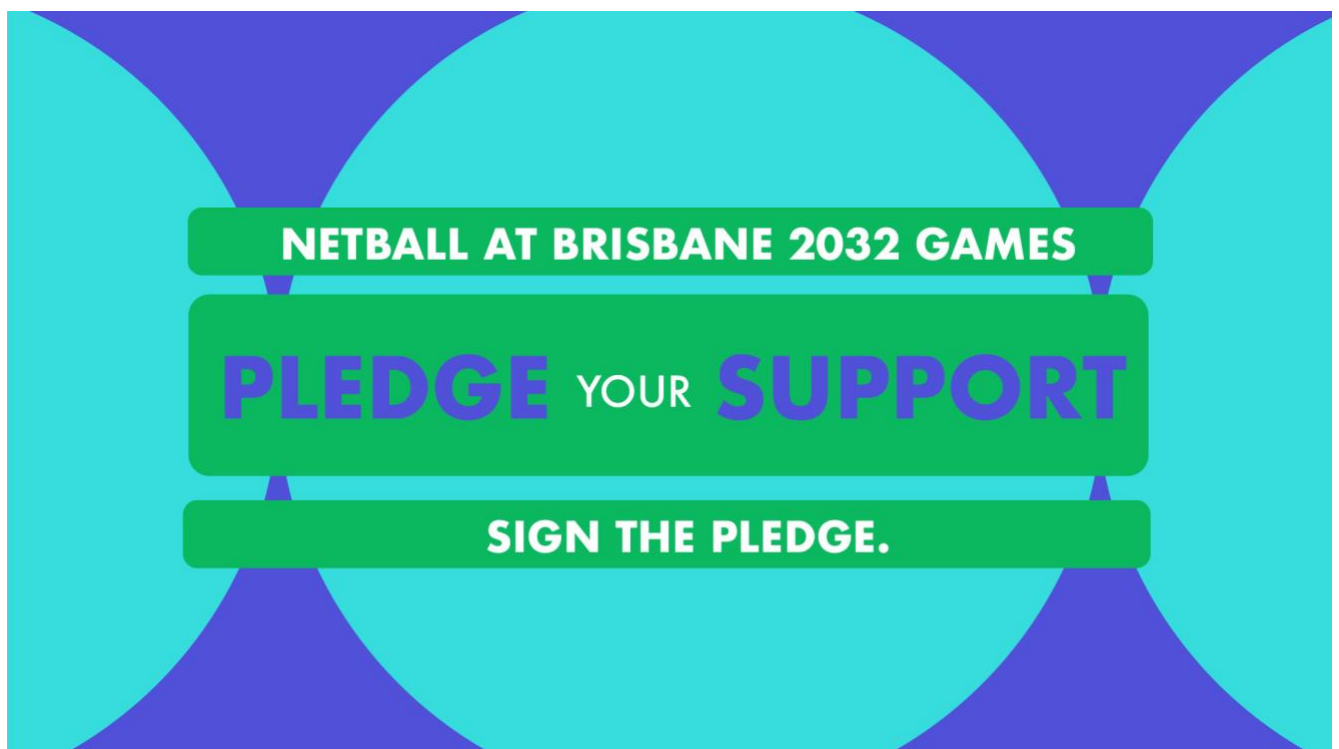 NETBALL AT BRISBANE 2032 GAMES
PLEDGE YOUR SUPPORT
SIGN THE PLEDGE.